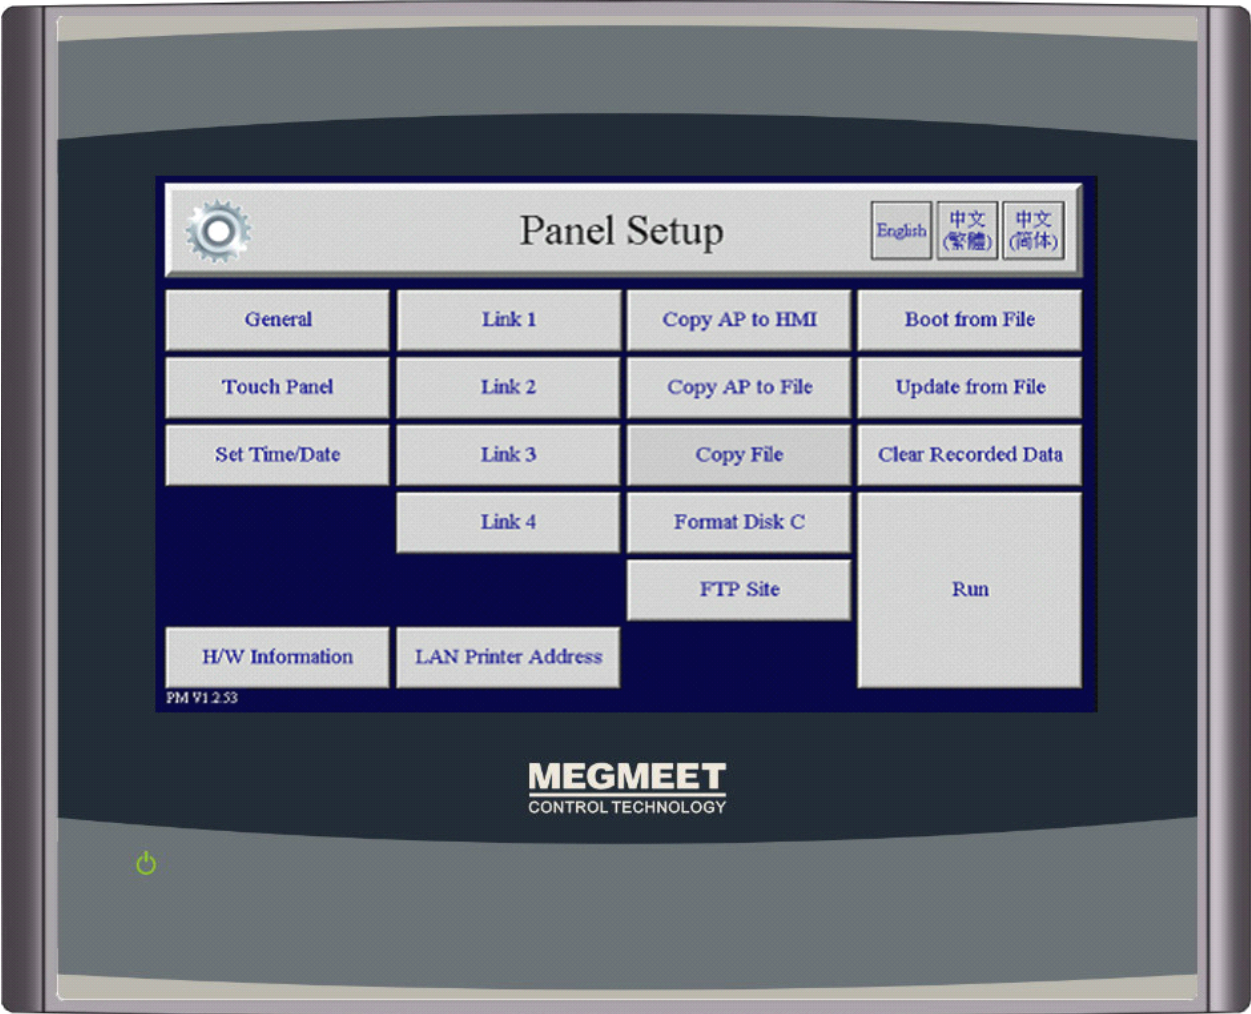 Panel Setup
English
中文
(繁體)
中文
(简体)
General
Link 1
Copy AP to HMI
Boot from File
Touch Panel
Link 2
Copy AP to File
Update from File
Set Time/Date
Link 3
Copy File
Clear Recorded Data
Link 4
Format Disk C
FTP Site
Run
H/W Information
LAN Printer Address
PM V1.2.53
MEGMEET
CONTROL TECHNOLOGY